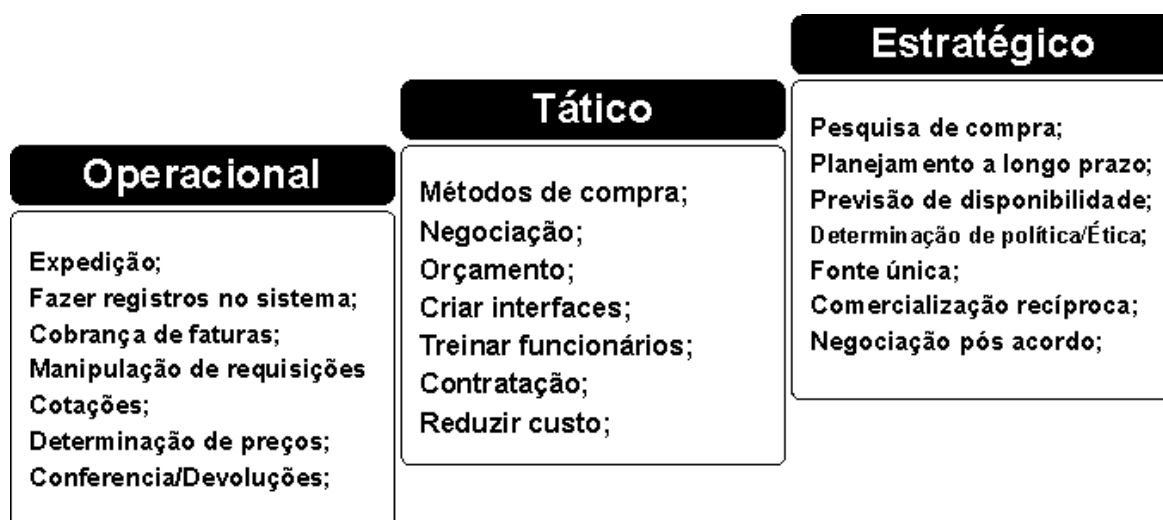 Operacional
Expedição;
Fazer registros no sistema;
Cobrança de faturas;
Manipulação de requisições
Cotações;
Determinação de preços;
Conferencia/Devoluções;
Tático
Métodos de compra;
Negociação;
Orçamento;
Criar interfaces;
Treinar funcionários;
Contratação;
Reduzir custo;
Estratégico
Pesquisa de compra;
Planejamento a longo prazo;
Previsão de disponibilidade;
Determinação de política/Ética;
Fonte única;
Comercialização recíproca;
Negociação pós acordo;